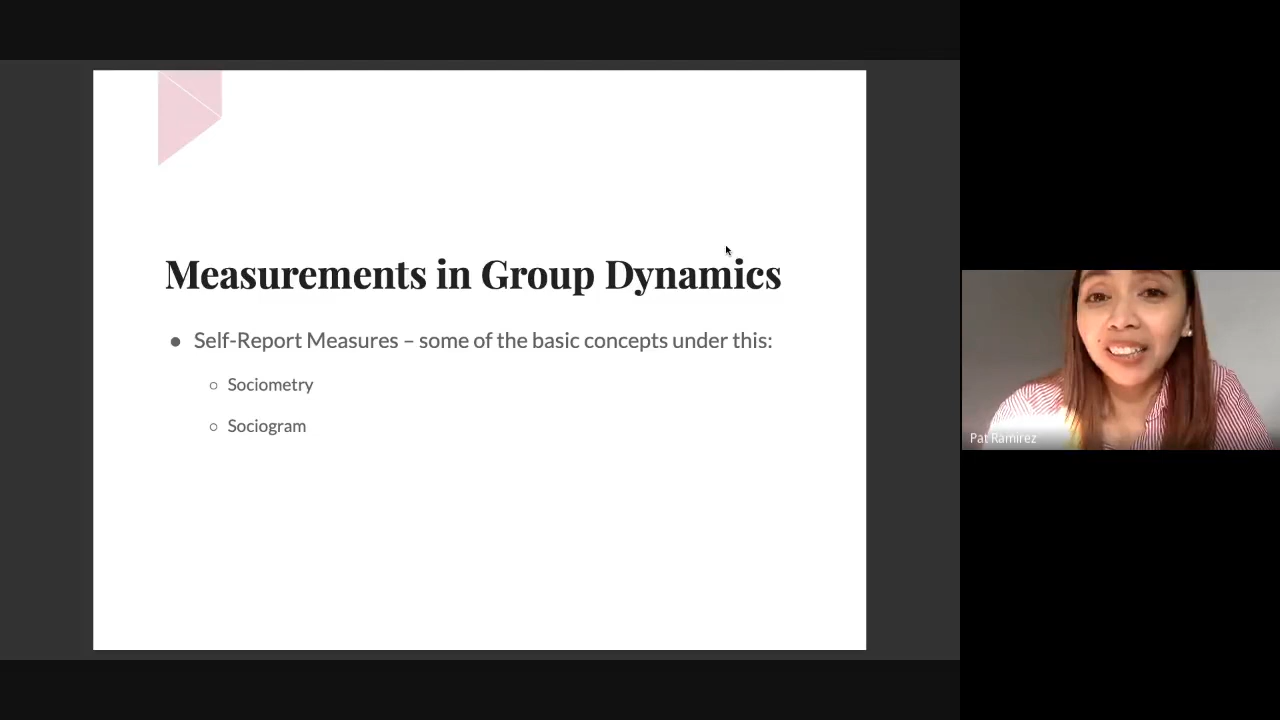 Measurements in Group Dynamics
● Self-Report Measures – some of the basic concepts under this:
○ Sociometry
○ Sociogram
Pat Ramirez